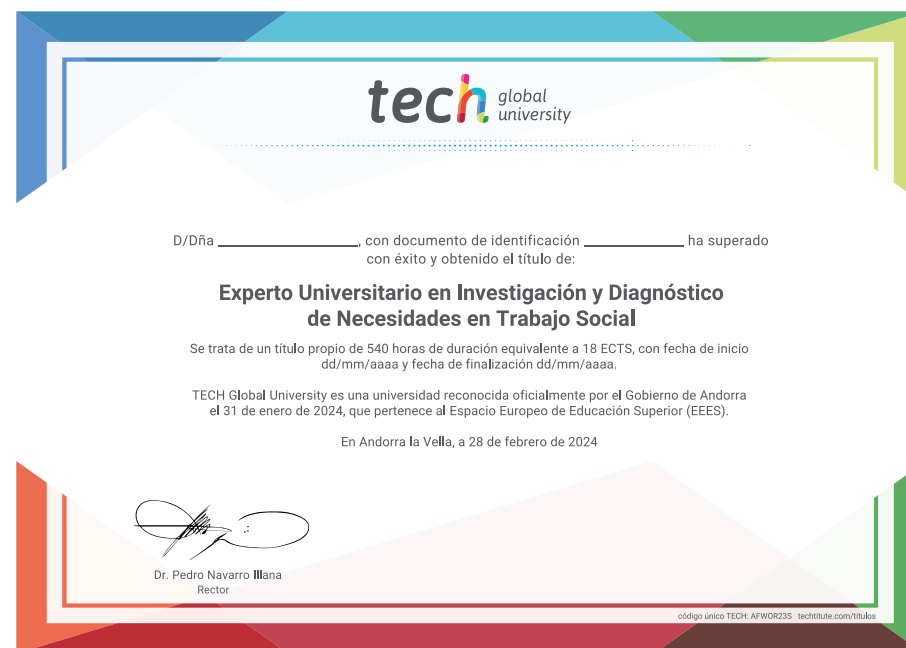 tech global
university
D/Dña ______________, con documento de identificación __________ ha superado
con éxito y obtenido el título de:
Experto Universitario en Investigación y Diagnóstico
de Necesidades en Trabajo Social
Se trata de un título propio de 540 horas de duración equivalente a 18 ECTS, con fecha de inicio
dd/mm/aaaa y fecha de finalización dd/mm/aaaa.
TECH Global University es una universidad reconocida oficialmente por el Gobierno de Andorra
el 31 de enero de 2024, que pertenece al Espacio Europeo de Educación Superior (EEES).
En Andorra la Vella, a 28 de febrero de 2024
Dr. Pedro Navarro Illana
Rector
código único TECH: AFWOR23S techtitute.com/titulos